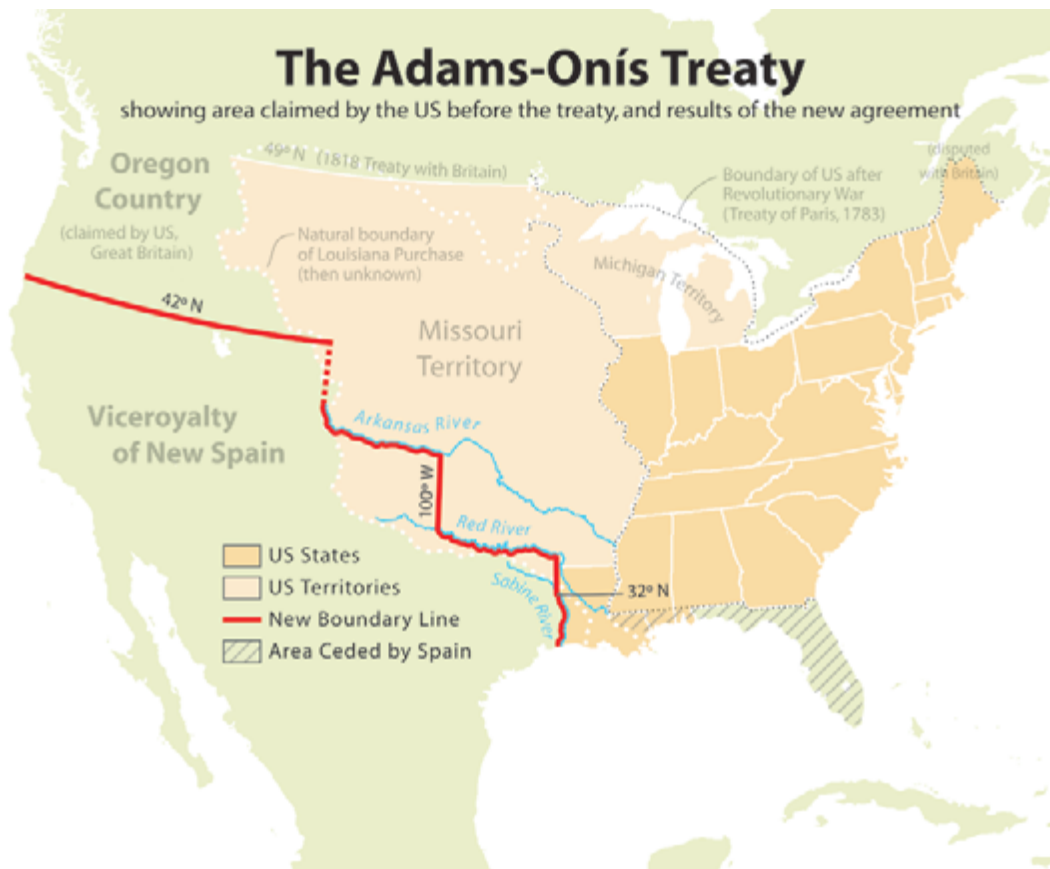 The Adams-Onís Treaty
showing area claimed by the US before the treaty, and results of the new agreement
Oregon
Country
(claimed by US,
Great Britain)
49º N (1818 Treaty with Britain)
Natural boundary
of Louisiana Purchase
(then unknown)
Boundary of US after
Revolutionary War
(Treaty of Paris, 1783)
(disputed
with Britain)
Michigan Territory
42º N
Missouri
Territory
Viceroyalty
of New Spain
Arkansas River
100º W
Red River
Sabine River
32º N
US States
US Territories
New Boundary Line
Area Ceded by Spain